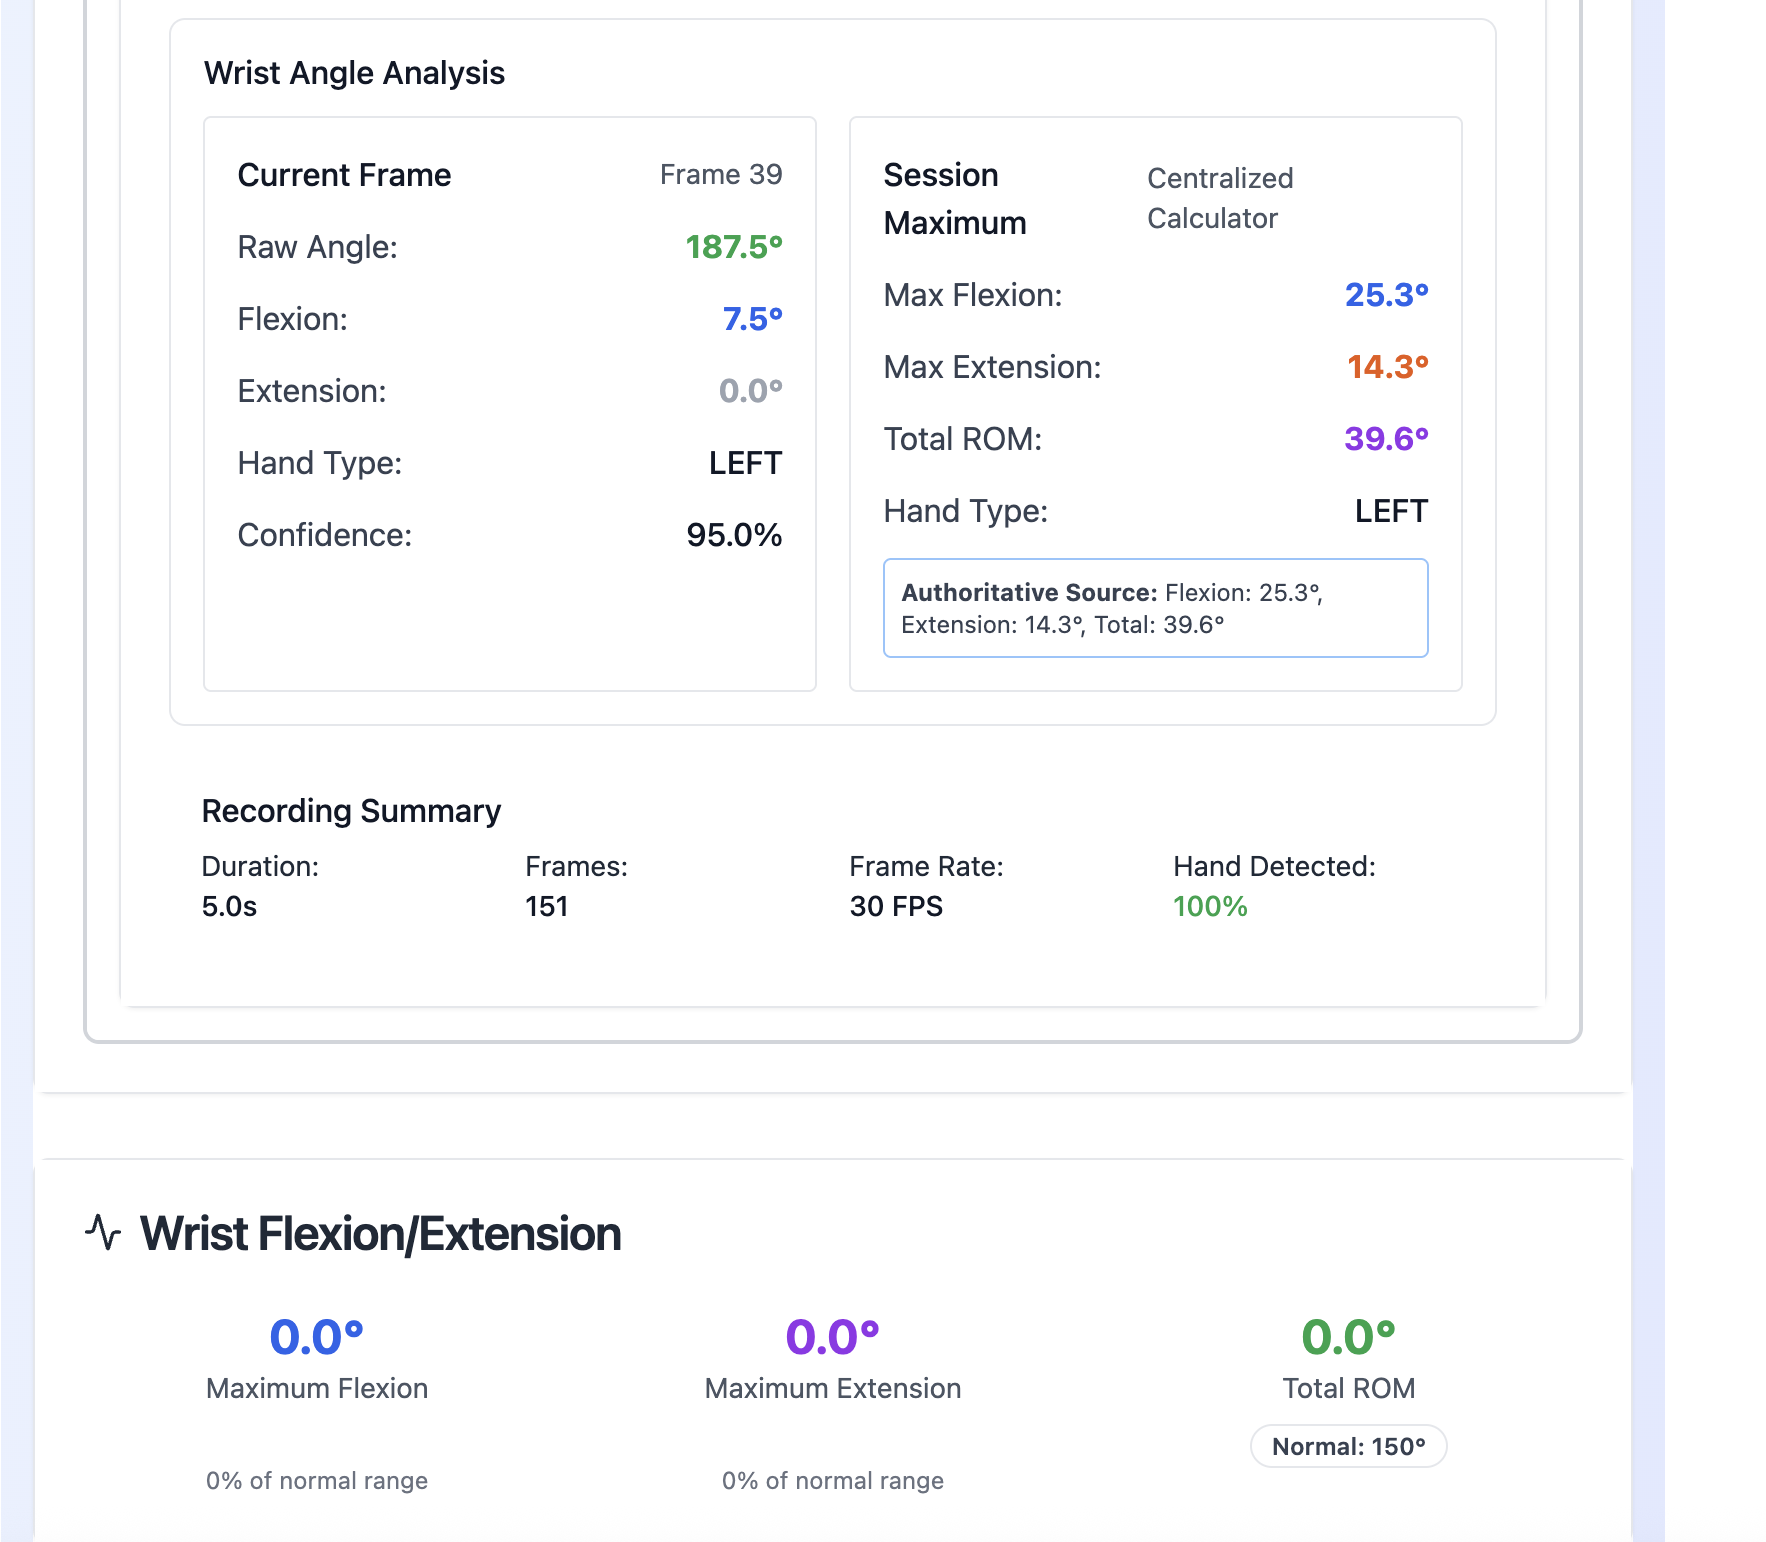 Wrist Angle Analysis
Current Frame Frame 39
Raw Angle: 187.5°
Flexion: 7.5°
Extension: 0.0°
Hand Type: LEFT
Confidence: 95.0%
Session Maximum Centralized Calculator
Max Flexion: 25.3°
Max Extension: 14.3°
Total ROM: 39.6°
Hand Type: LEFT
Authoritative Source: Flexion: 25.3°,
Extension: 14.3°, Total: 39.6°
Recording Summary
Duration: Frames: Frame Rate: Hand Detected:
5.0s 151 30 FPS 100%
Wrist Flexion/Extension
0.0° 0.0° 0.0°
Maximum Flexion Maximum Extension Total ROM
Normal: 150°
0% of normal range 0% of normal range